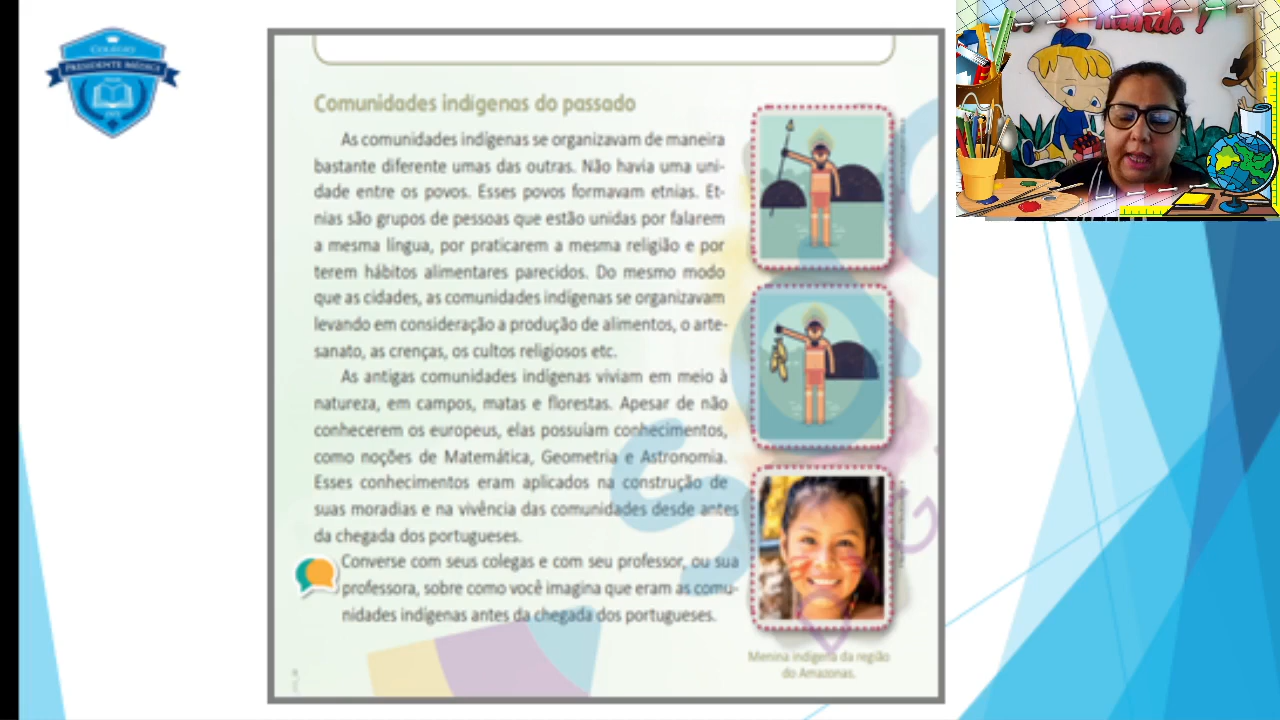 COLÉGIO
PRESIDENTE MÉDICI
Comunidades indígenas do passado
As comunidades indígenas se organizavam de maneira
bastante diferente umas das outras. Não havia uma uni-
dade entre os povos. Esses povos formavam etnias. Et-
nias são grupos de pessoas que estão unidas por falarem
a mesma língua, por praticarem a mesma religião e por
terem hábitos alimentares parecidos. Do mesmo modo
que as cidades, as comunidades indígenas se organizavam
levando em consideração a produção de alimentos, o arte-
sanato, as crenças, os cultos religiosos etc.
As antigas comunidades indígenas viviam em meio à
natureza, em campos, matas e florestas. Apesar de não
conhecerem os europeus, elas possuíam conhecimentos,
como noções de Matemática, Geometria e Astronomia.
Esses conhecimentos eram aplicados na construção de
suas moradias e na vivência das comunidades desde antes
da chegada dos portugueses.
Converse com seus colegas e com seu professor, ou sua
professora, sobre como você imagina que eram as comu-
nidades indígenas antes da chegada dos portugueses.
Menina indígena da região
do Amazonas.